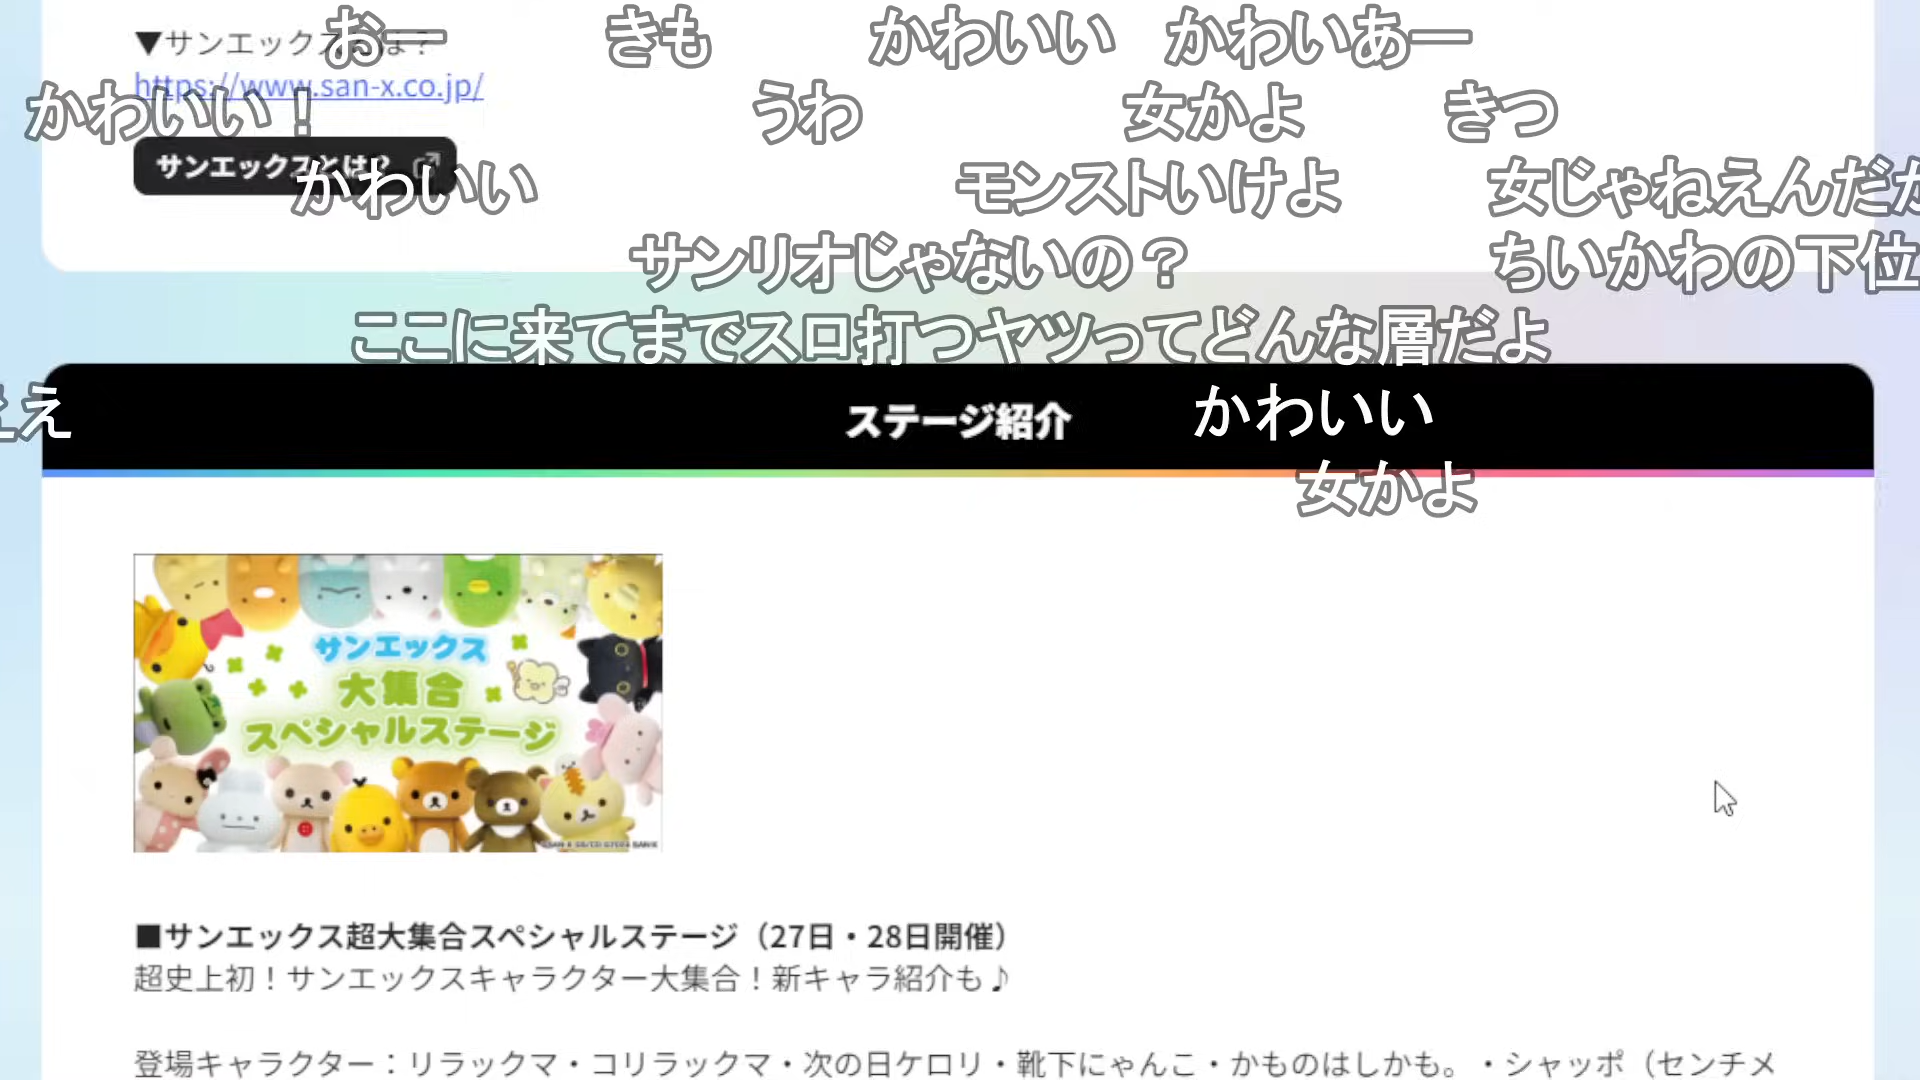 ▼サンエックスとは？
https://www.san-x.co.jp/
サンエックスとは？
おー
きも
かわいい
かわいあー
かわいい！
うわ
女かよ
きつ
かわいい
モンストいけよ
女じゃねえんだか
サンリオじゃないの？
ちいかわの下位
ここに来てまでスロ打つヤツってどんな層だよ
ええ
かわいい
ステージ紹介
女かよ
サンエックス
大集合
スペシャルステージ
■サンエックス超大集合スペシャルステージ（27日・28日開催）
超史上初！サンエックスキャラクター大集合！新キャラ紹介も♪
登場キャラクター：リラックマ・コリラックマ・次の日ケロリ・靴下にゃんこ・かものはしかも。・シャッポ（センチメ